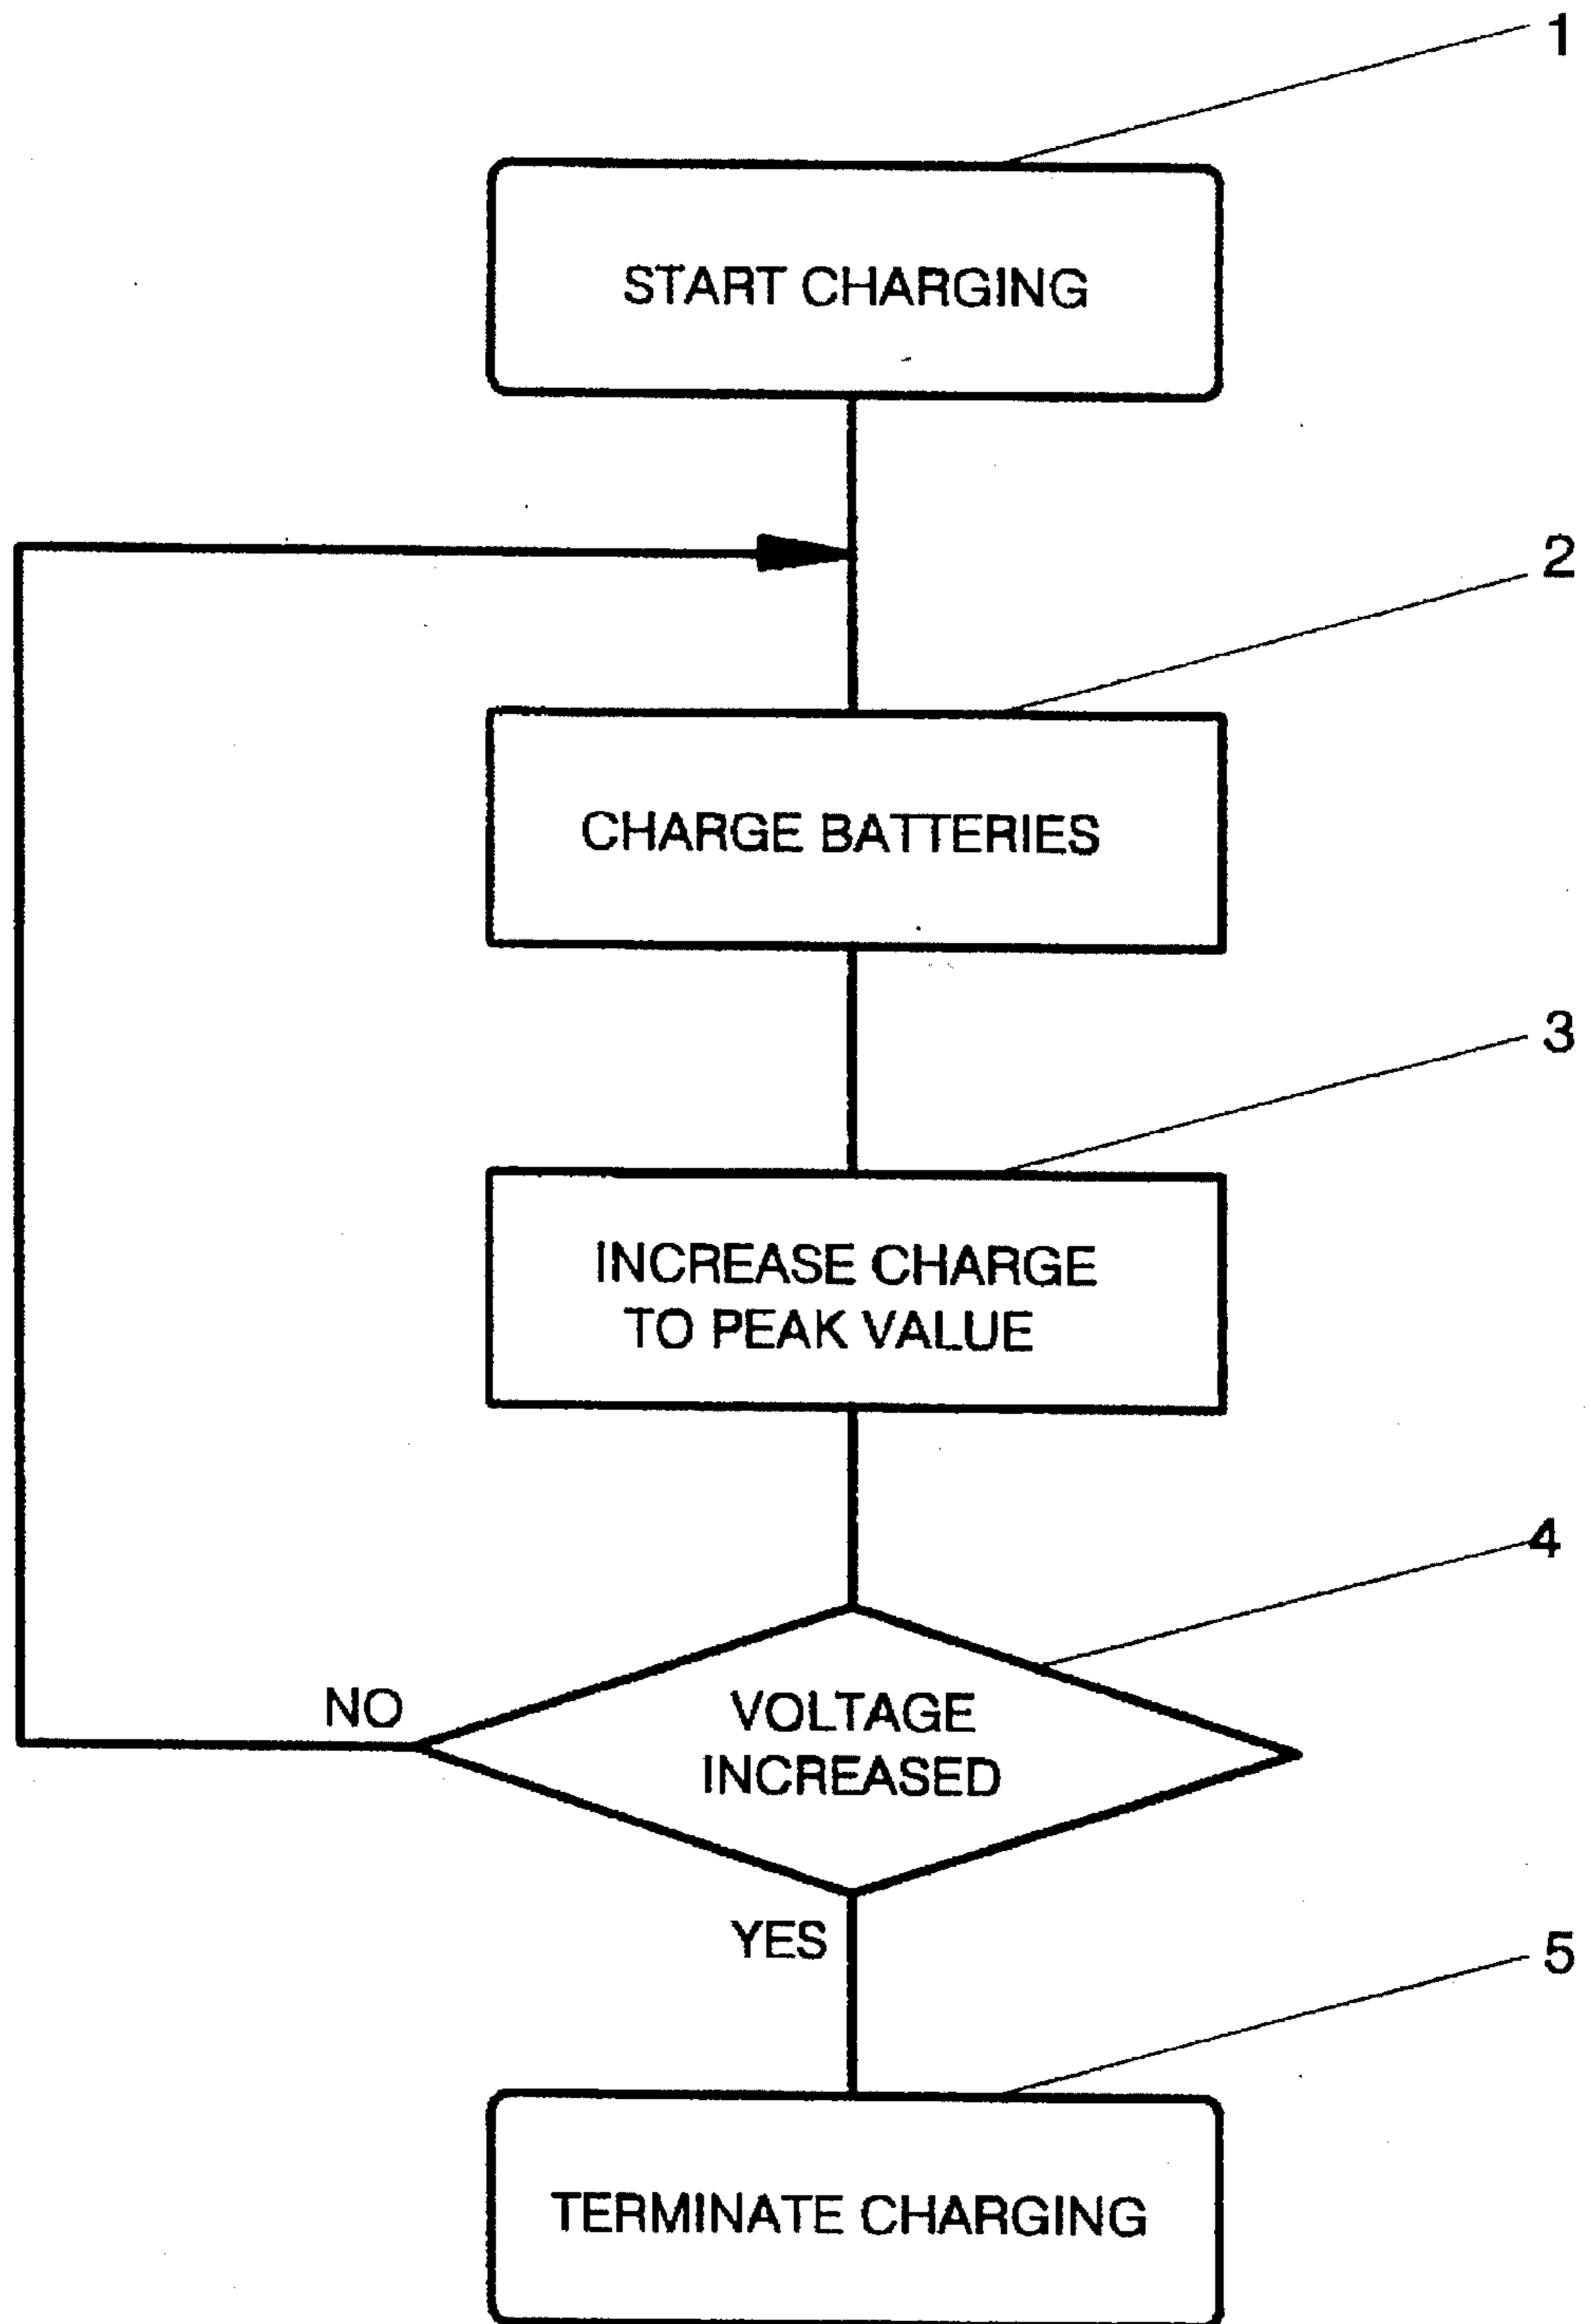 1
START CHARGING
2
CHARGE BATTERIES
3
INCREASE CHARGE
TO PEAK VALUE
4
NO
VOLTAGE
INCREASED
YES
5
TERMINATE CHARGING